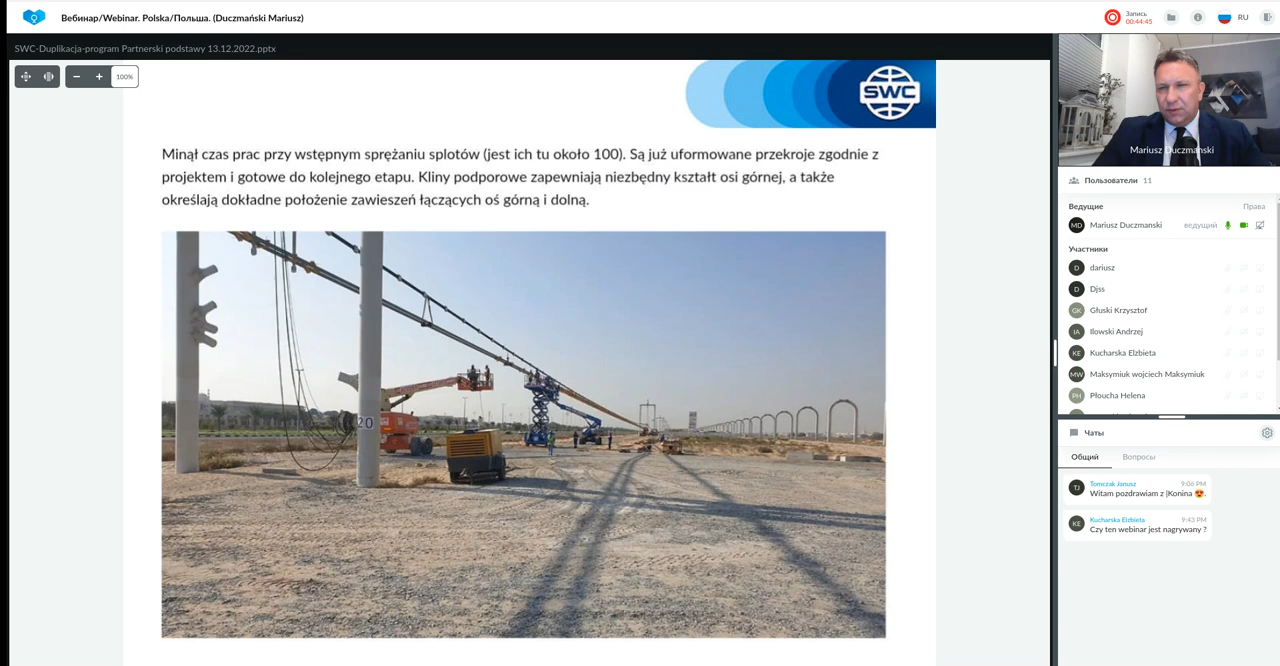 Вебинар/Webinar. Polska/Польша. (Duczmański Mariusz)
Запись
00:44:45
RU
SWC-Duplikacja-program Partnerski podstawy 13.12.2022.pptx
100%
SWC
Minął czas prac przy wstępnym sprężaniu splotów (jest ich tu około 100). Są już uformowane przekroje zgodnie z
projektem i gotowe do kolejnego etapu. Kliny podporowe zapewniają niezbędny kształt osi górnej, a także
określają dokładne położenie zawieszeń łączących oś górną i dolną.
20
Mariusz Duczmanski
Пользователи 11
Ведущие Права
MD Mariusz Duczmanski ведущий
Участники
D dariusz
D Djss
GK Głuski Krzysztof
IA Ilowski Andrzej
KE Kucharska Elzbieta
MW Maksymiuk wojciech Maksymiuk
PH Płoucha Helena
Чаты
Общий Вопросы
TJ Tomczak Janusz 9:06 PM
Witam pozdrawiam z |Konina 😍.
KE Kucharska Elzbieta 9:43 PM
Czy ten webinar jest nagrywany ?